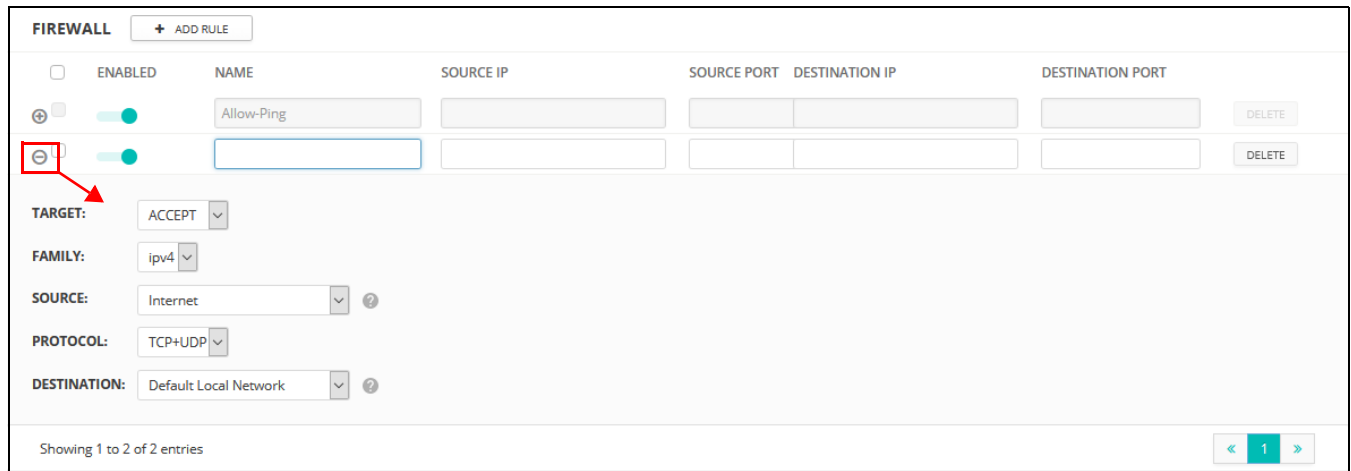 FIREWALL + ADD RULE
ENABLED NAME SOURCE IP SOURCE PORT DESTINATION IP DESTINATION PORT
Allow-Ping DELETE
DELETE
TARGET: ACCEPT
FAMILY: ipv4
SOURCE: Internet ?
PROTOCOL: TCP+UDP
DESTINATION: Default Local Network ?
Showing 1 to 2 of 2 entries « 1 »